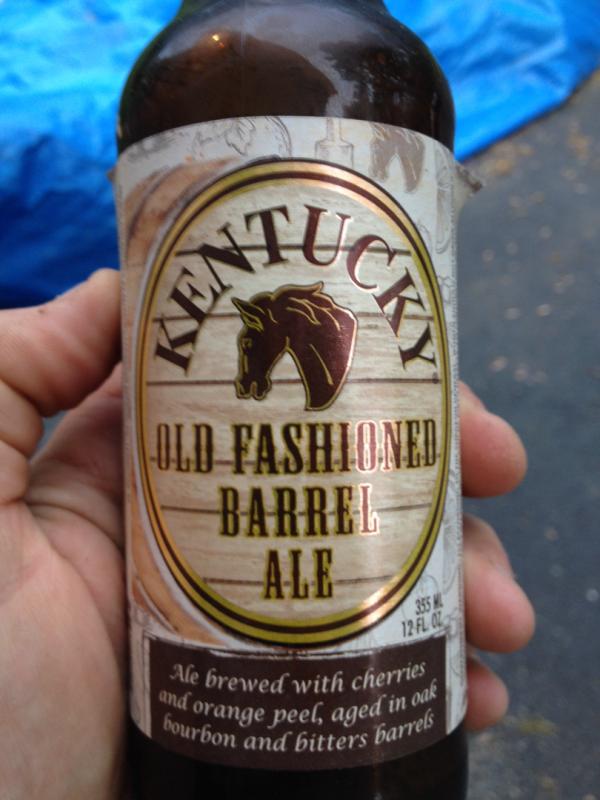 KENTUCKY
OLD FASHIONED
BARREL
ALE
355 ML
12 FL. OZ.
Ale brewed with cherries
and orange peel, aged in oak
bourbon and bitters barrels